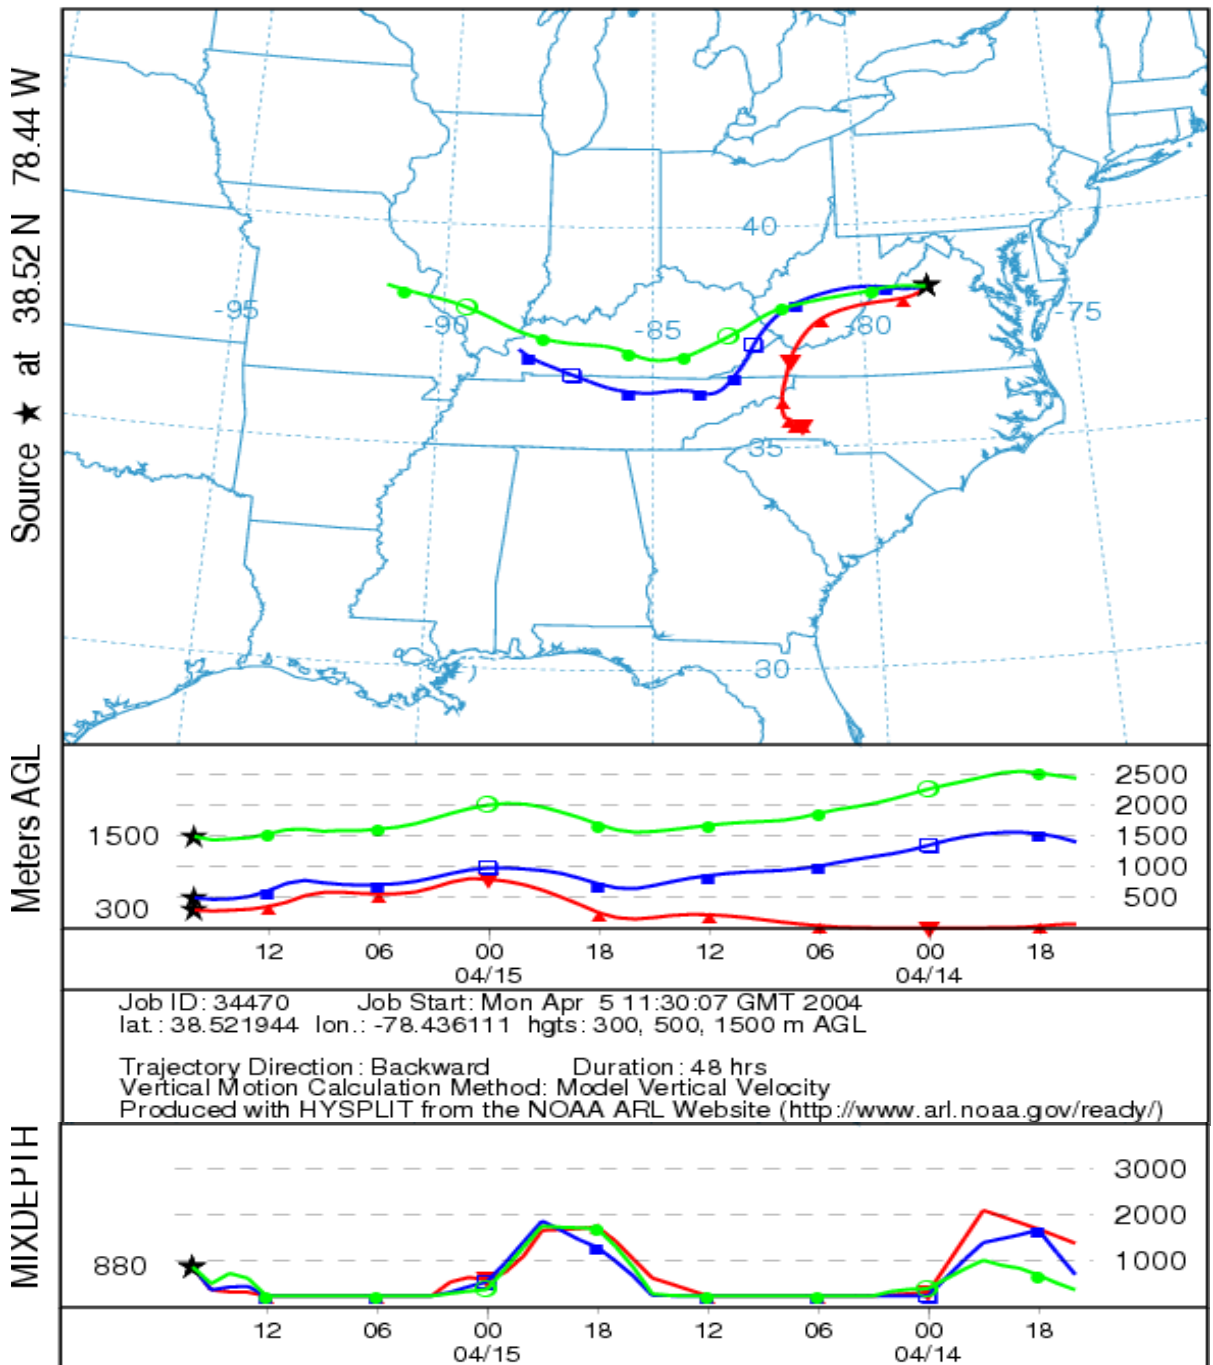 Source ★ at 38.52 N 78.44 W
40
-95
-90
-85
-80
-75
35
30
Meters AGL
2500
2000
1500
1500
1000
500
300
12 06 00 18 12 06 00 18
04/15 04/14
Job ID: 34470 Job Start: Mon Apr 5 11:30:07 GMT 2004
lat.: 38.521944 lon.: -78.436111 hgts: 300, 500, 1500 m AGL
Trajectory Direction: Backward Duration: 48 hrs
Vertical Motion Calculation Method: Model Vertical Velocity
Produced with HYSPLIT from the NOAA ARL Website (http://www.arl.noaa.gov/ready/)
MIXDEPTH
3000
2000
1000
880
12 06 00 18 12 06 00 18
04/15 04/14